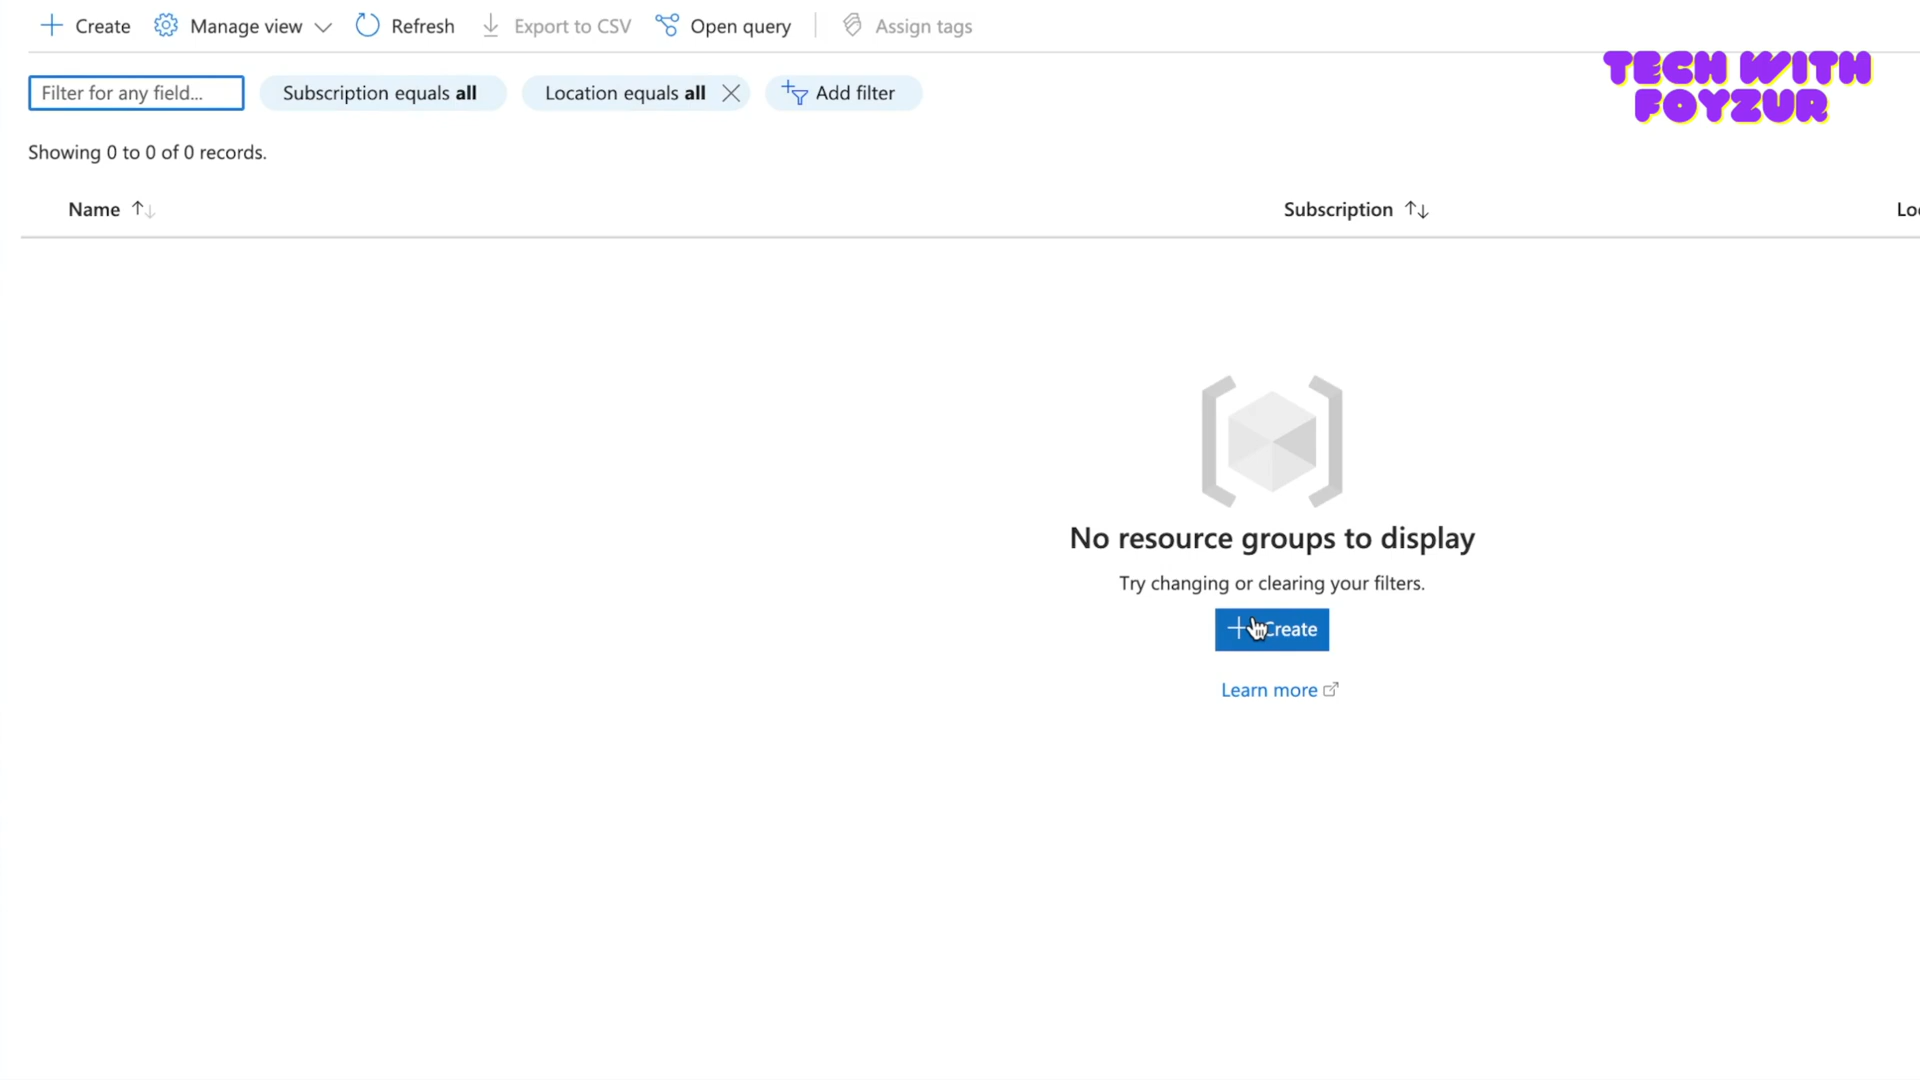 Create Manage view Refresh Export to CSV Open query Assign tags
TECH WITH
FOYZUR
Filter for any field... Subscription equals all Location equals all Add filter
Showing 0 to 0 of 0 records.
Name Subscription
No resource groups to display
Try changing or clearing your filters.
Create
Learn more